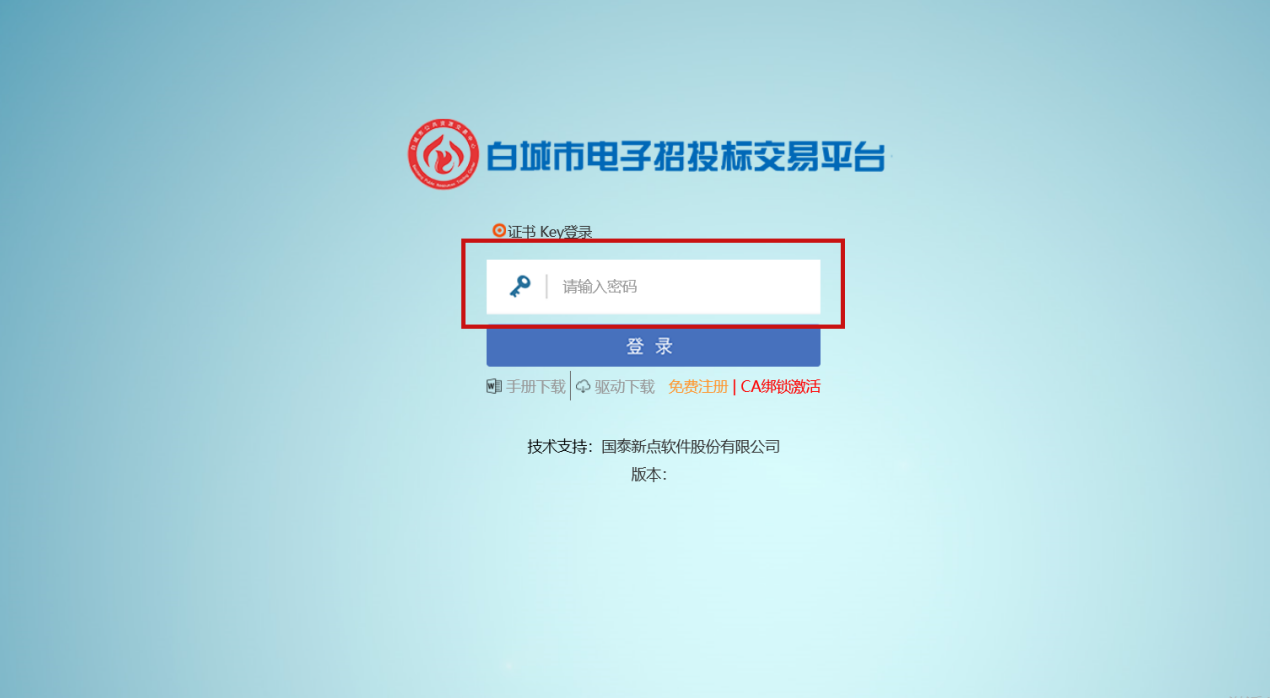 白城市电子招投标交易平台
证书 Key登录
请输入密码
登 录
手册下载 驱动下载 免费注册 | CA绑锁激活
技术支持：国泰新点软件股份有限公司
版本：